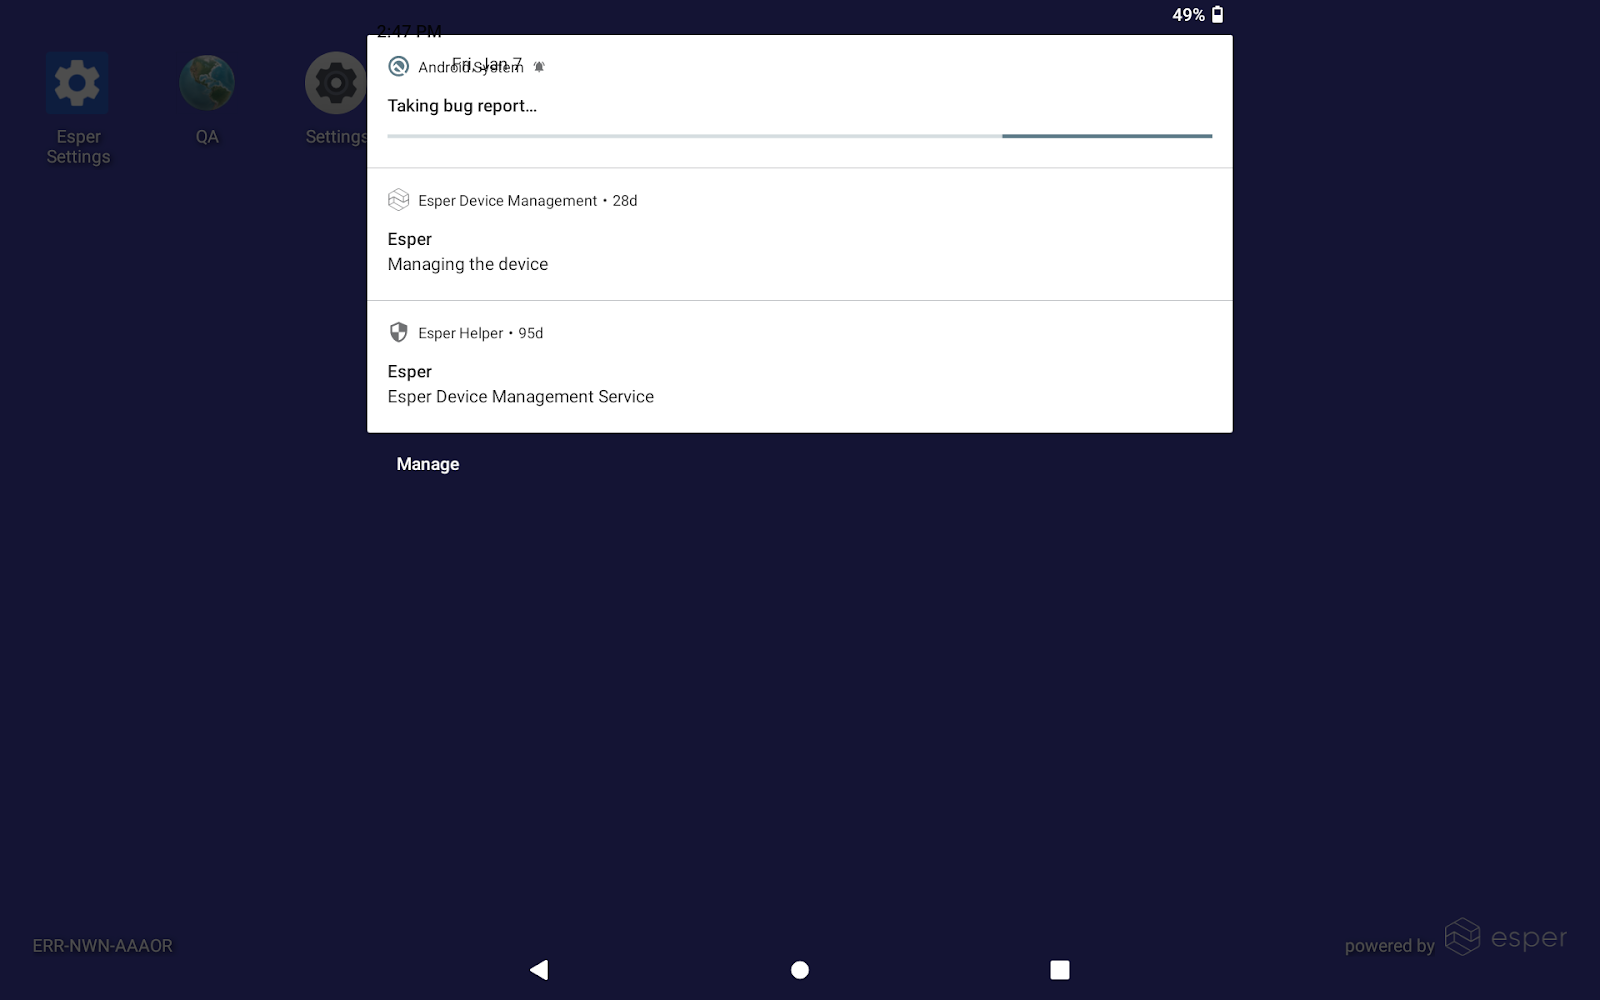 49%
2:47 PM
Fri, Jan 7
Android System
Taking bug report...
Esper Device Management • 28d
Esper
Managing the device
Esper Helper • 95d
Esper
Esper Device Management Service
Manage
Esper
Settings
QA
Settings
ERR-NWN-AAAOR
powered by esper